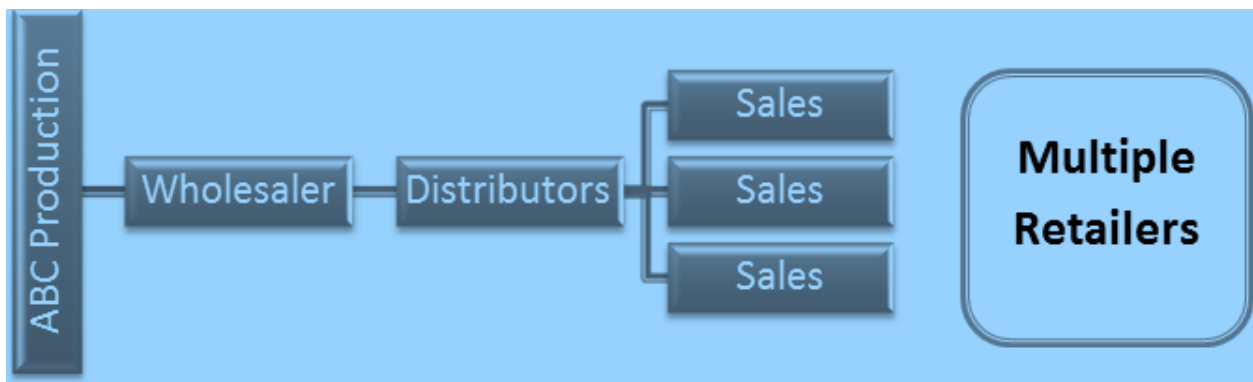 ABC Production
Wholesaler
Distributors
Sales
Sales
Sales
Multiple
Retailers